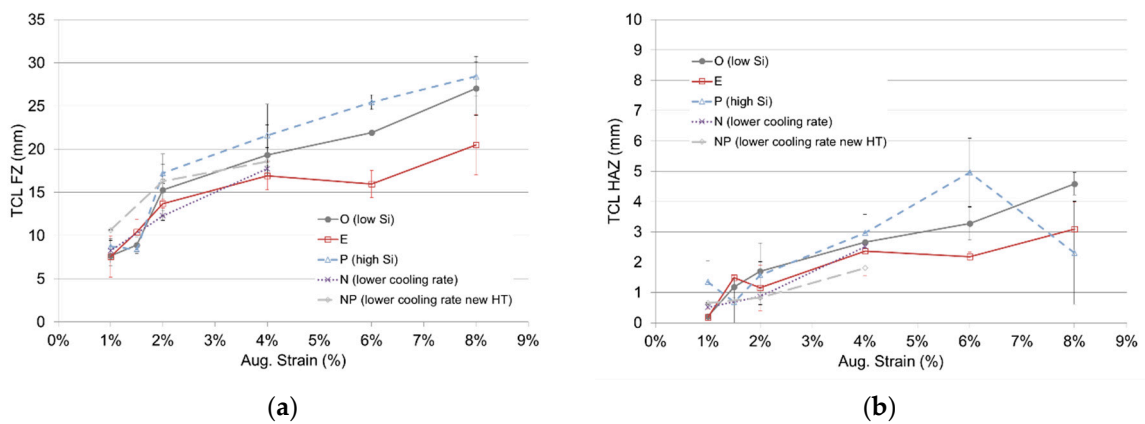 35
30
25
20
15
10
5
0
TCL FZ (mm)
O (low Si)
E
P (high Si)
N (lower cooling rate)
NP (lower cooling rate new HT)
0% 1% 2% 3% 4% 5% 6% 7% 8% 9%
Aug. Strain (%)
(a)
10
9
8
7
6
5
4
3
2
1
0
TCL HAZ (mm)
O (low Si)
E
P (high Si)
N (lower cooling rate)
NP (lower cooling rate new HT)
0% 1% 2% 3% 4% 5% 6% 7% 8% 9%
Aug. Strain (%)
(b)